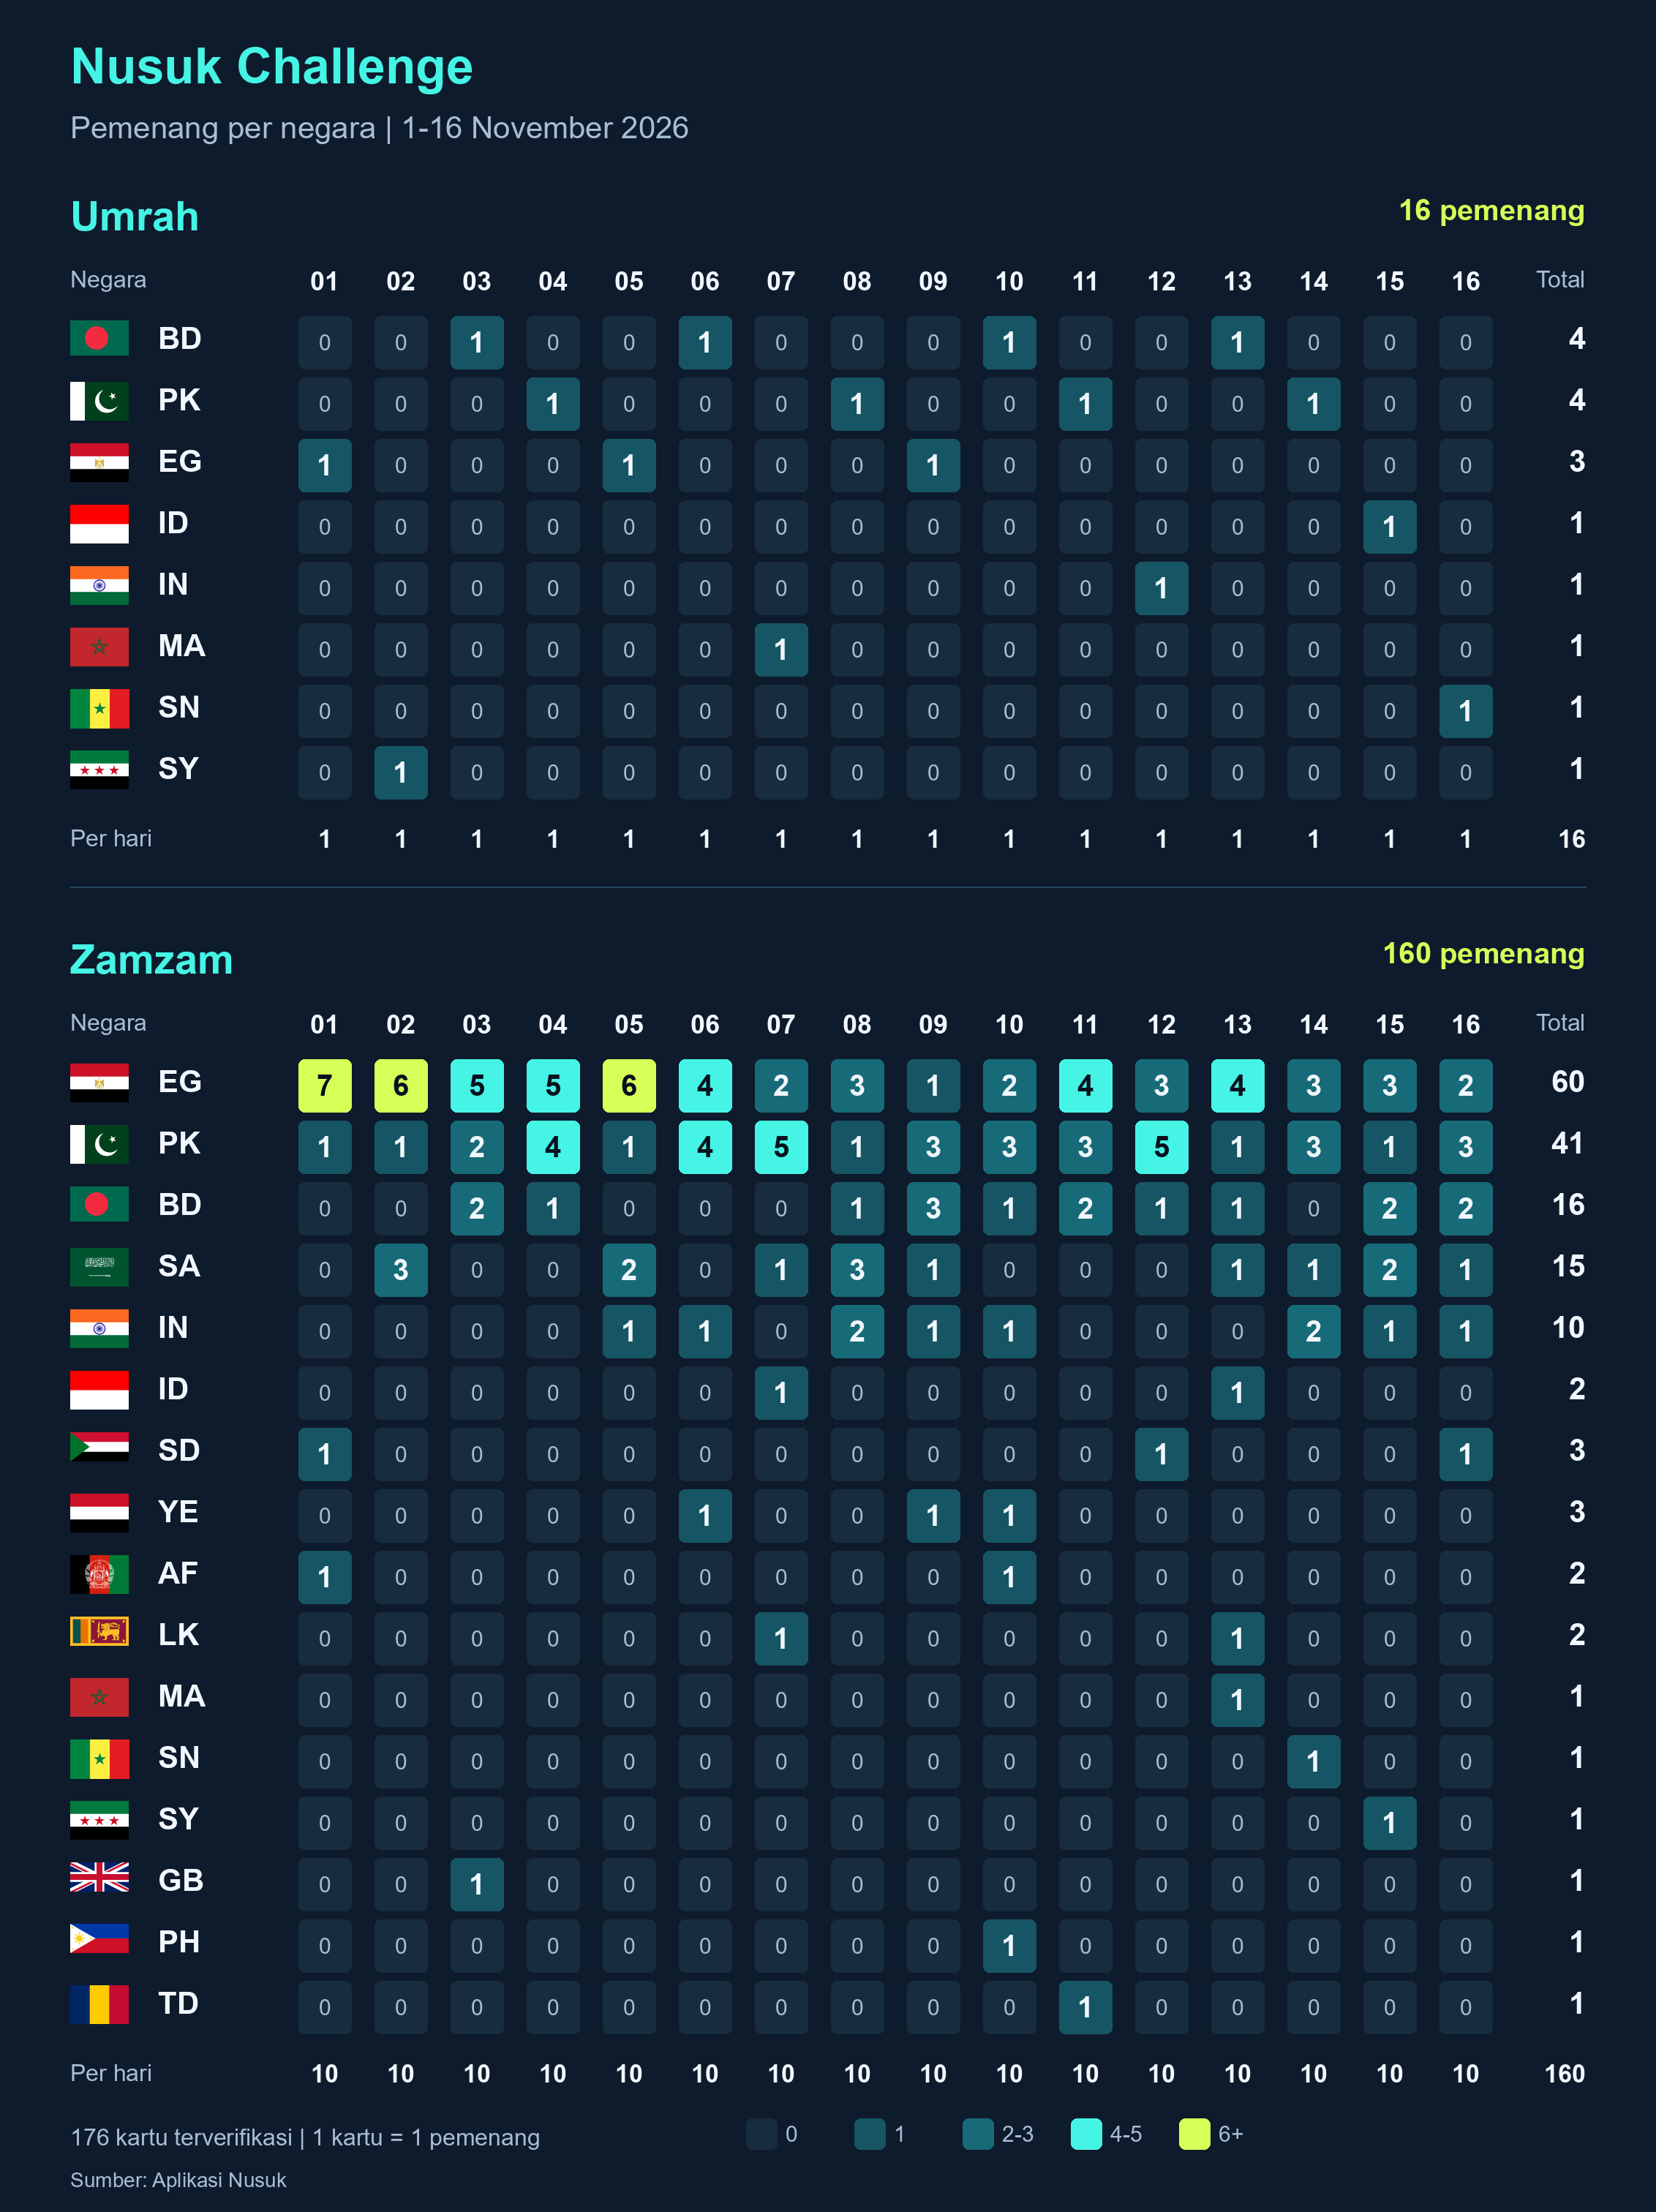 Nusuk Challenge
Pemenang per negara | 1-16 November 2026
Umrah
16 pemenang
Negara 01 02 03 04 05 06 07 08 09 10 11 12 13 14 15 16 Total
BD 0 0 1 0 0 1 0 0 0 1 0 0 1 0 0 0 4
PK 0 0 0 1 0 0 0 1 0 0 1 0 0 1 0 0 4
EG 1 0 0 0 1 0 0 0 1 0 0 0 0 0 0 0 3
ID 0 0 0 0 0 0 0 0 0 0 0 0 0 0 1 0 1
IN 0 0 0 0 0 0 0 0 0 0 0 1 0 0 0 0 1
MA 0 0 0 0 0 0 1 0 0 0 0 0 0 0 0 0 1
SN 0 0 0 0 0 0 0 0 0 0 0 0 0 0 0 1 1
SY 0 1 0 0 0 0 0 0 0 0 0 0 0 0 0 0 1
Per hari 1 1 1 1 1 1 1 1 1 1 1 1 1 1 1 1 16
Zamzam
160 pemenang
Negara 01 02 03 04 05 06 07 08 09 10 11 12 13 14 15 16 Total
EG 7 6 5 5 6 4 2 3 1 2 4 3 4 3 3 2 60
PK 1 1 2 4 1 4 5 1 3 3 3 5 1 3 1 3 41
BD 0 0 2 1 0 0 0 1 3 1 2 1 1 0 2 2 16
SA 0 3 0 0 2 0 1 3 1 0 0 0 1 1 2 1 15
IN 0 0 0 0 1 1 0 2 1 1 0 0 0 2 1 1 10
ID 0 0 0 0 0 0 1 0 0 0 0 0 1 0 0 0 2
SD 1 0 0 0 0 0 0 0 0 0 0 1 0 0 0 1 3
YE 0 0 0 0 0 1 0 0 1 1 0 0 0 0 0 0 3
AF 1 0 0 0 0 0 0 0 0 1 0 0 0 0 0 0 2
LK 0 0 0 0 0 0 1 0 0 0 0 0 1 0 0 0 2
MA 0 0 0 0 0 0 0 0 0 0 0 0 1 0 0 0 1
SN 0 0 0 0 0 0 0 0 0 0 0 0 0 1 0 0 1
SY 0 0 0 0 0 0 0 0 0 0 0 0 0 0 1 0 1
GB 0 0 1 0 0 0 0 0 0 0 0 0 0 0 0 0 1
PH 0 0 0 0 0 0 0 0 0 1 0 0 0 0 0 0 1
TD 0 0 0 0 0 0 0 0 0 0 1 0 0 0 0 0 1
Per hari 10 10 10 10 10 10 10 10 10 10 10 10 10 10 10 10 160
176 kartu terverifikasi | 1 kartu = 1 pemenang
0 1 2-3 4-5 6+
Sumber: Aplikasi Nusuk